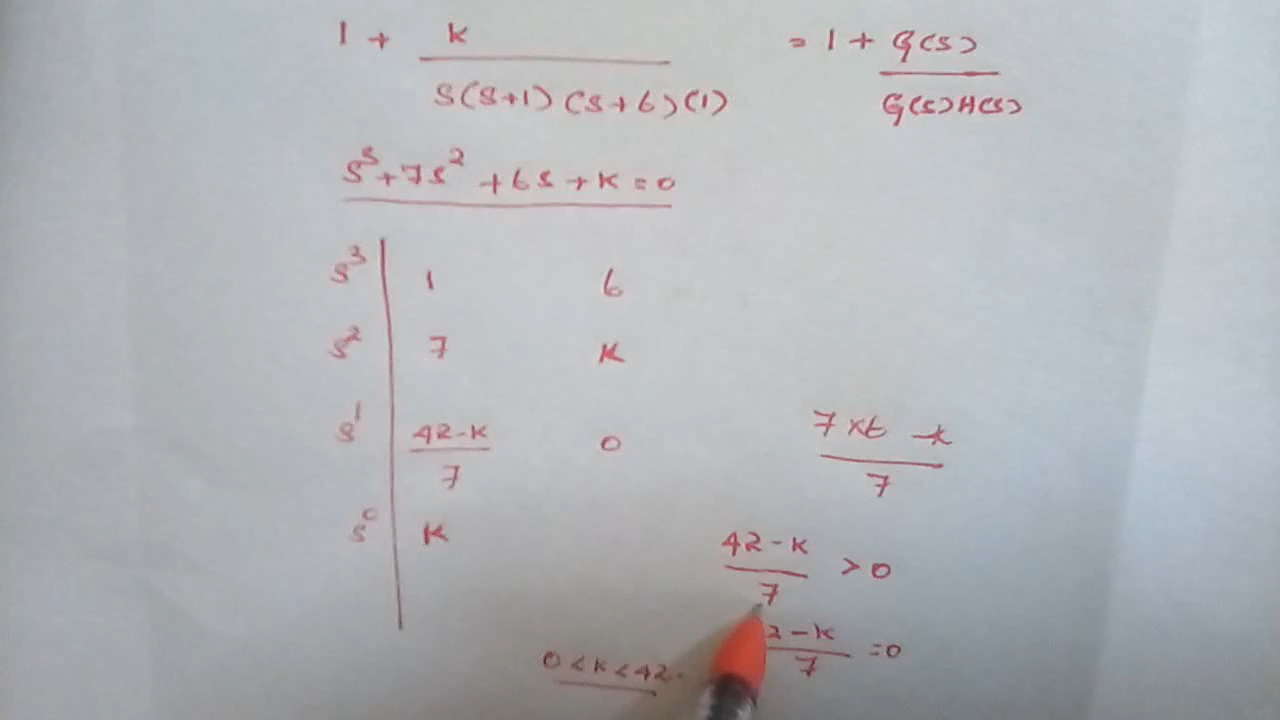 1 + K / S(S+1)(S+6)(1) = 1 + G(S) / G(S)H(S)
S³+7S²+6S+K=0
S³ 1 6
S² 7 K
S¹ 42-K / 7 0
7×6 -K / 7
S⁰ K
42-K / 7 >0
2-K / 7 =0
0<K<42.